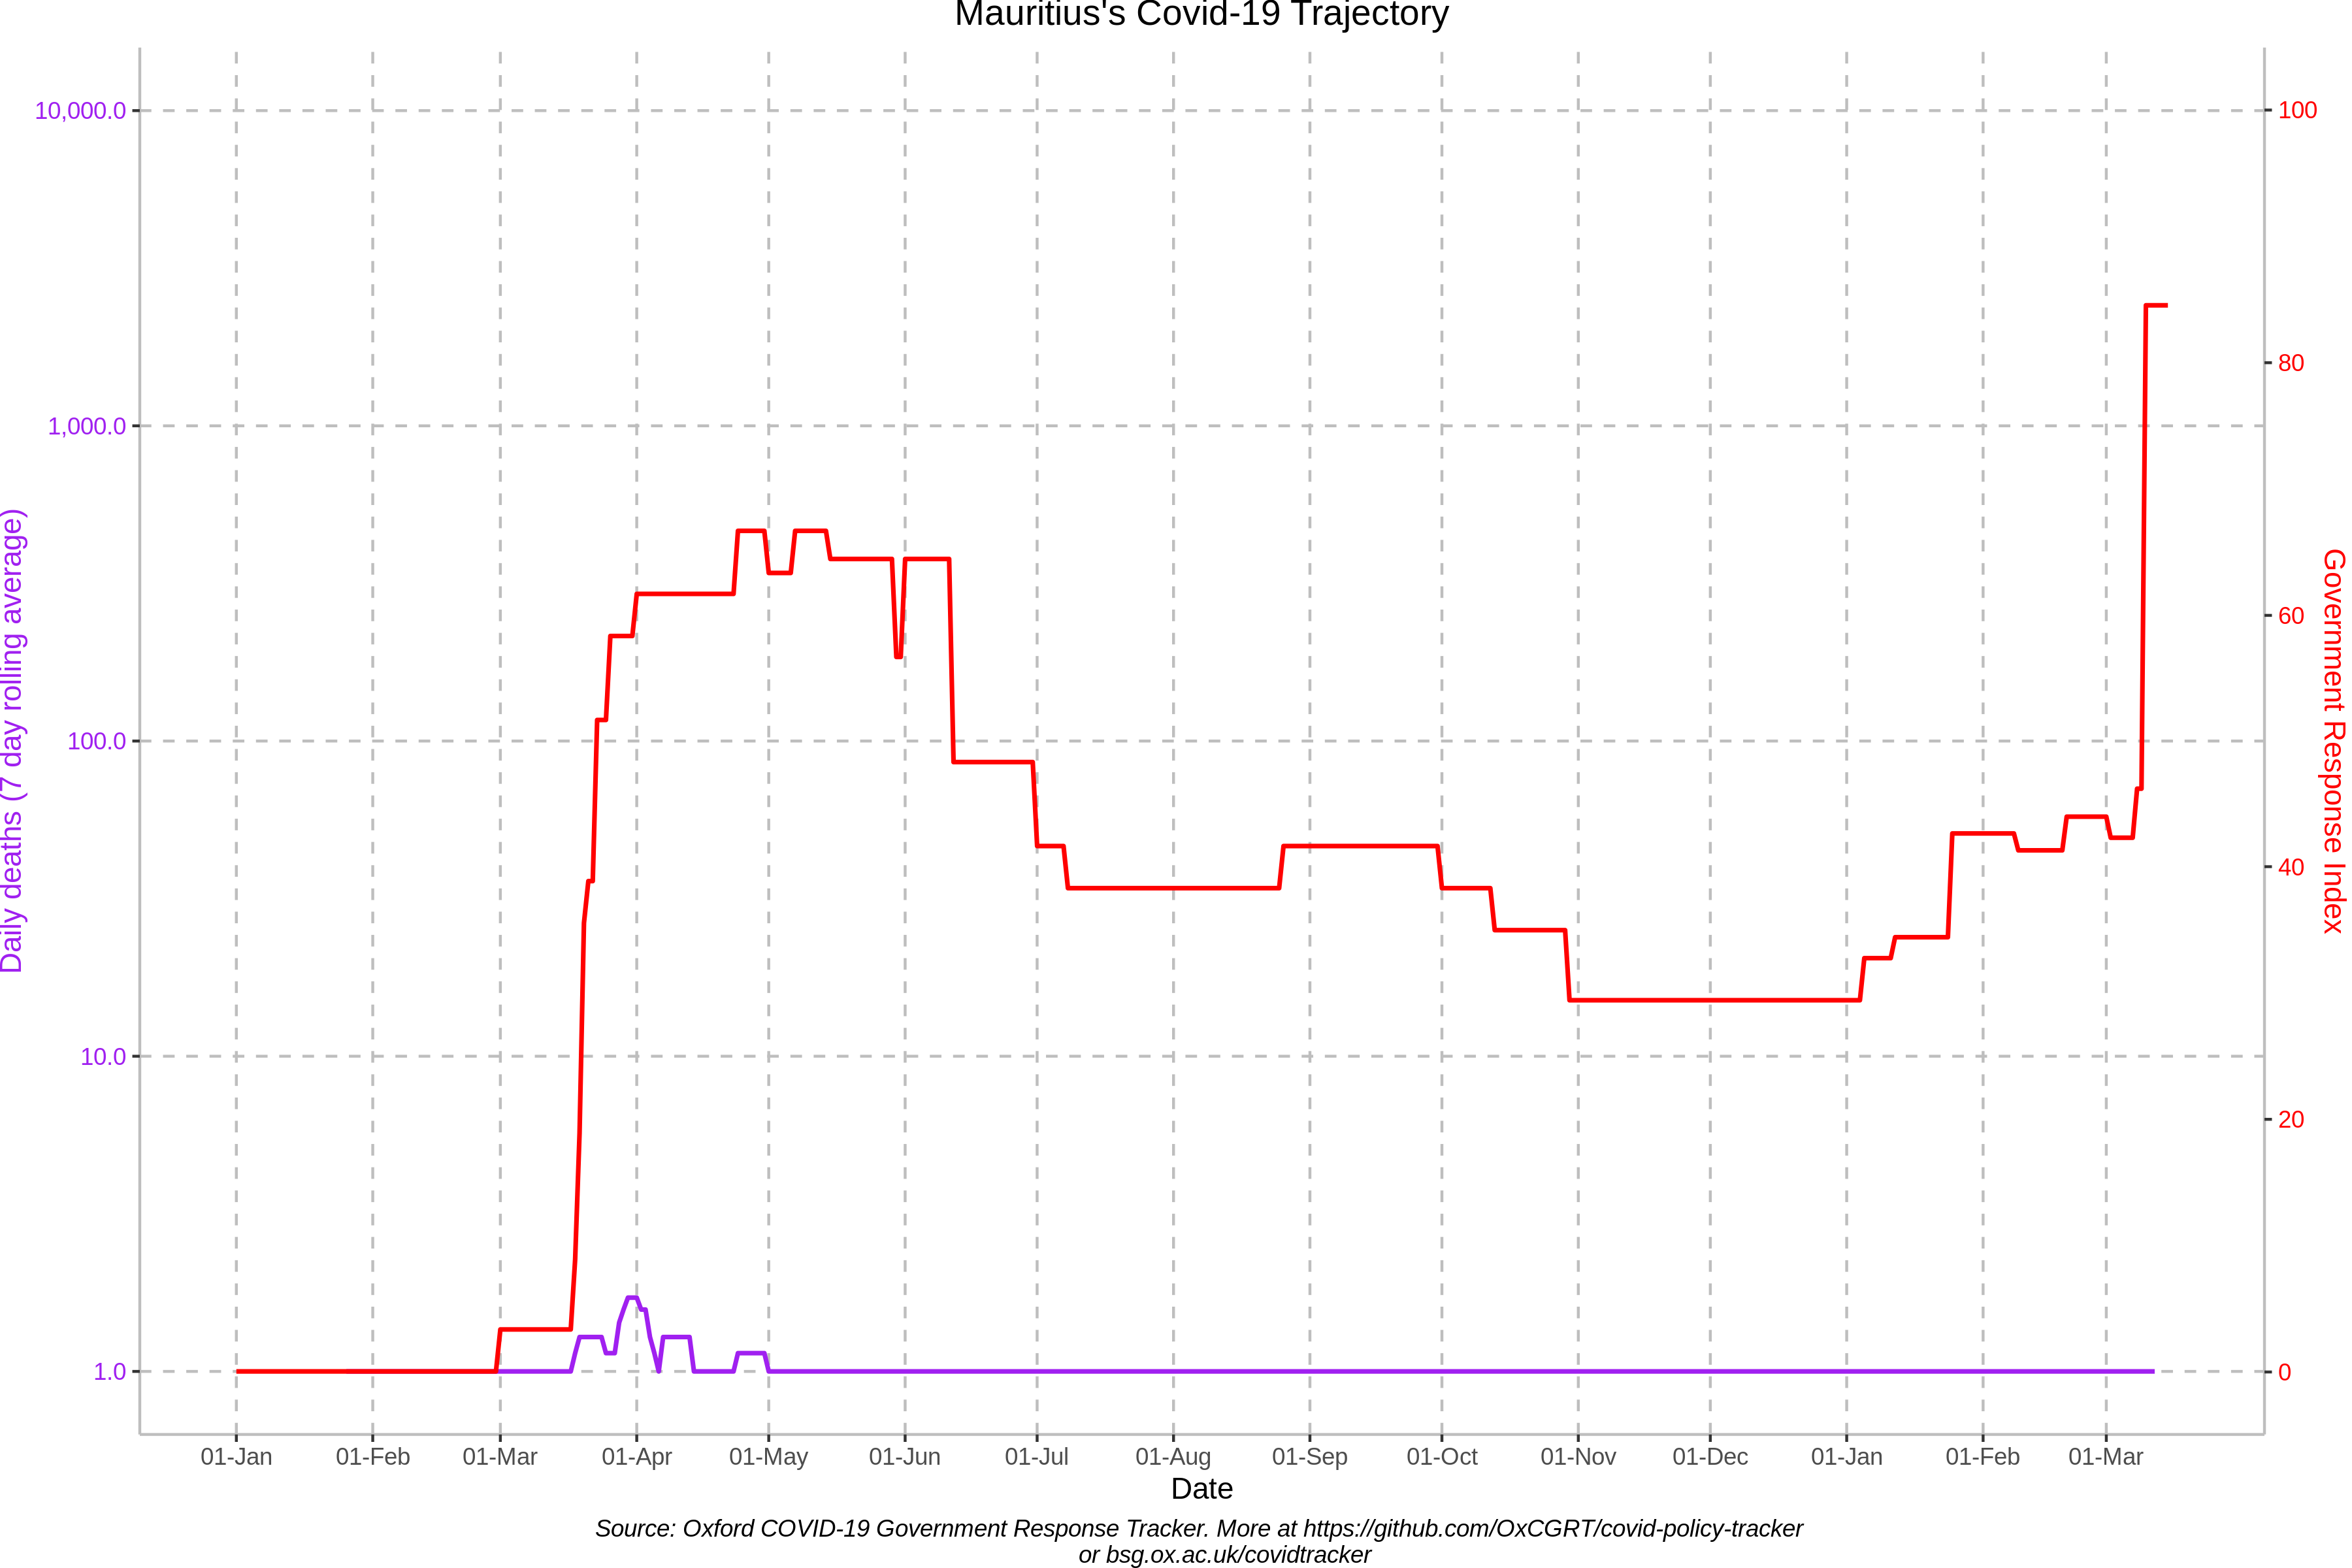 Mauritius's Covid-19 Trajectory
10,000.0
1,000.0
100.0
10.0
1.0
Daily deaths (7 day rolling average)
100
80
60
40
20
0
Government Response Index
01-Jan 01-Feb 01-Mar 01-Apr 01-May 01-Jun 01-Jul 01-Aug 01-Sep 01-Oct 01-Nov 01-Dec 01-Jan 01-Feb 01-Mar
Date
Source: Oxford COVID-19 Government Response Tracker. More at https://github.com/OxCGRT/covid-policy-tracker
or bsg.ox.ac.uk/covidtracker